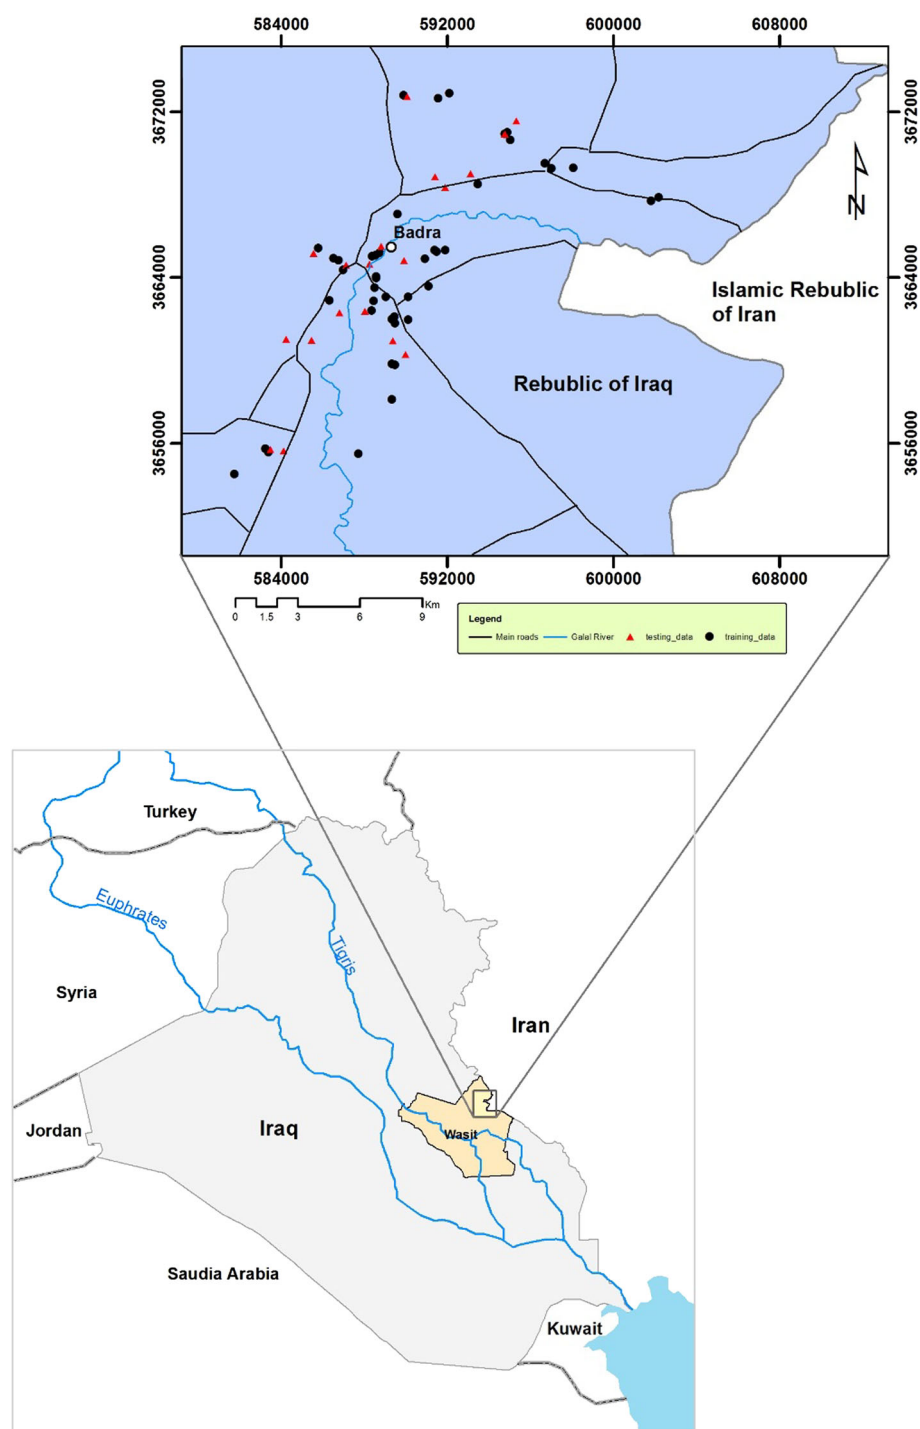 584000 592000 600000 608000
3672000 3672000
Badra
3664000 3664000
Islamic Rebublic
of Iran
Rebublic of Iraq
3656000 3656000
584000 592000 600000 608000
Km
0 1.5 3 6 9
N
Legend
Main roads Galal River testing_data training_data
Turkey
Euphrates
Tigris
Syria
Iran
Jordan
Iraq
Wasit
Saudia Arabia
Kuwait